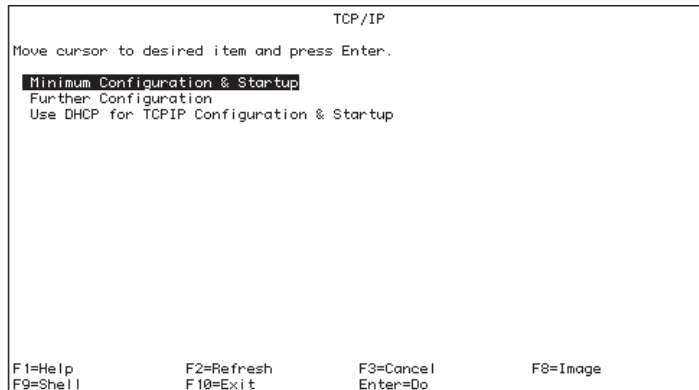 TCP/IP
Move cursor to desired item and press Enter.
Minimum Configuration & Startup
Further Configuration
Use DHCP for TCPIP Configuration & Startup
F1=Help F2=Refresh F3=Cancel F8=Image
F9=Shell F10=Exit Enter=Do